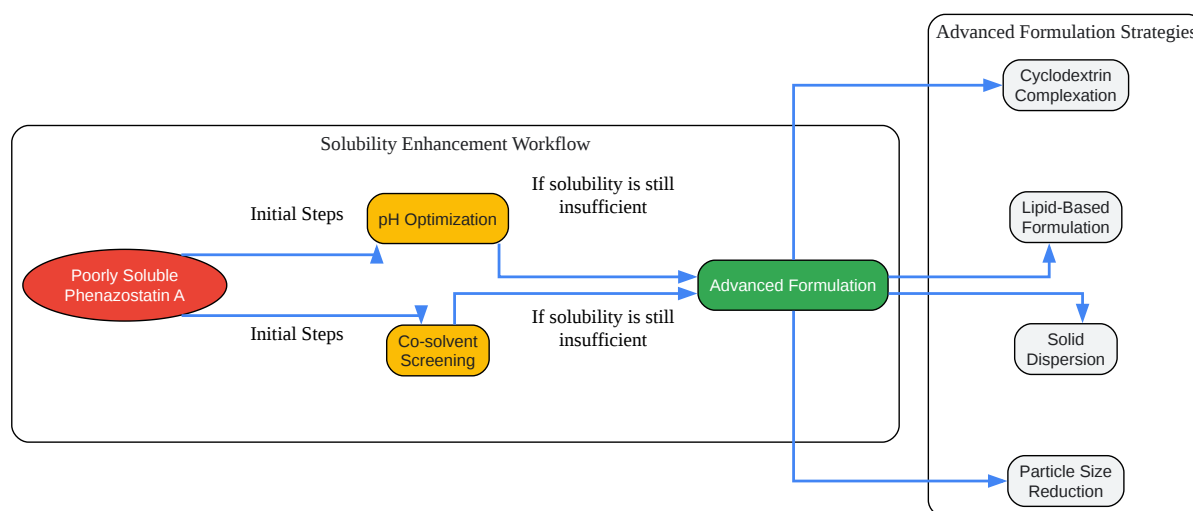 Advanced Formulation Strategies
Cyclodextrin
Complexation
Solubility Enhancement Workflow
If solubility is still
insufficient
Initial Steps
pH Optimization
Lipid-Based
Formulation
Poorly Soluble
Phenazostatin A
Advanced Formulation
Initial Steps
If solubility is still
insufficient
Co-solvent
Screening
Solid
Dispersion
Particle Size
Reduction